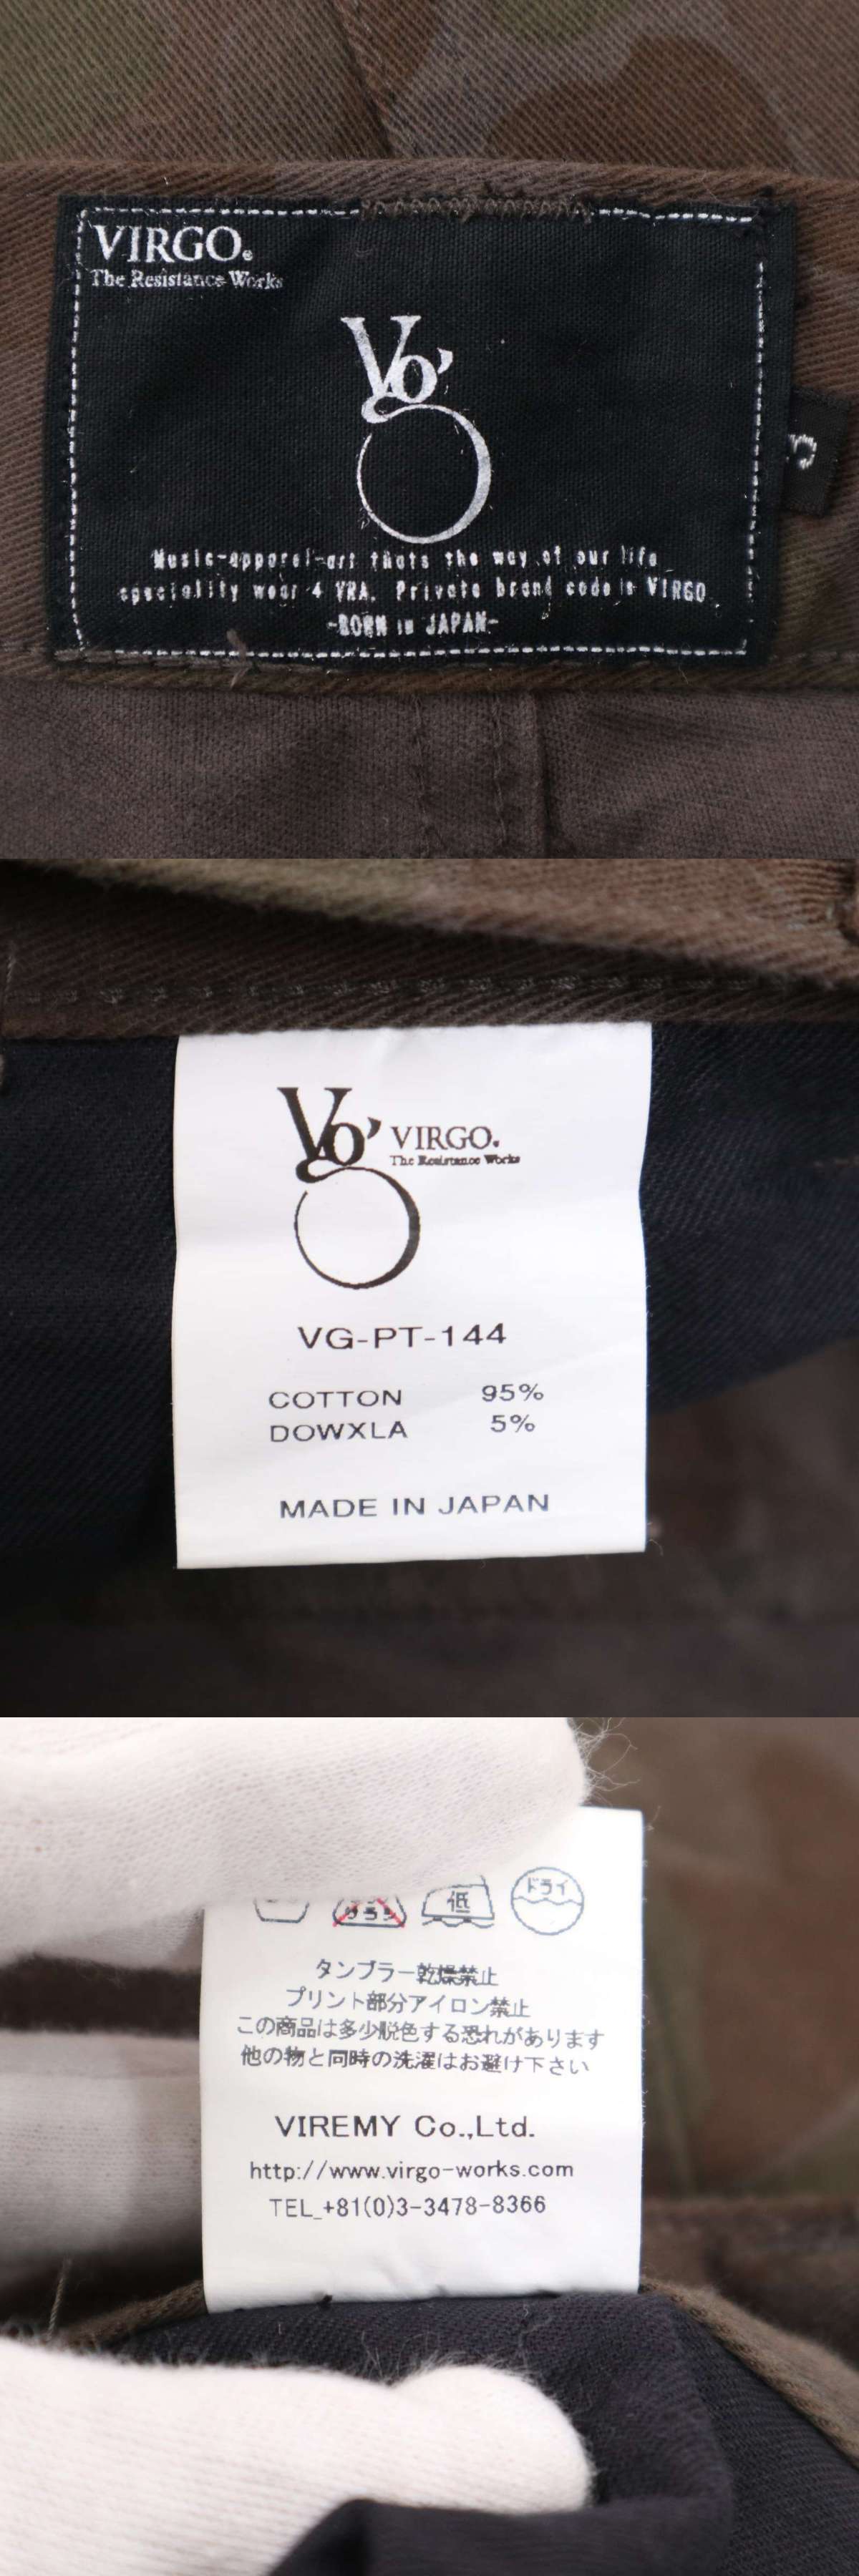 VIRGO.
The Resistance Works
Vo'
Music-apparel-art thats the way of our life
speciality wear 4 VRA. Private brand code is VIRGO
-BORN in JAPAN-
3
Vo'
VIRGO.
The Resistance Works
VG-PT-144
COTTON 95%
DOWXLA 5%
MADE IN JAPAN
低 ドライ
タンブラー乾燥禁止
プリント部分アイロン禁止
この商品は多少脱色する恐れがあります
他の物と同時の洗濯はお避け下さい
VIREMY Co.,Ltd.
http://www.virgo-works.com
TEL_+81(0)3-3478-8366